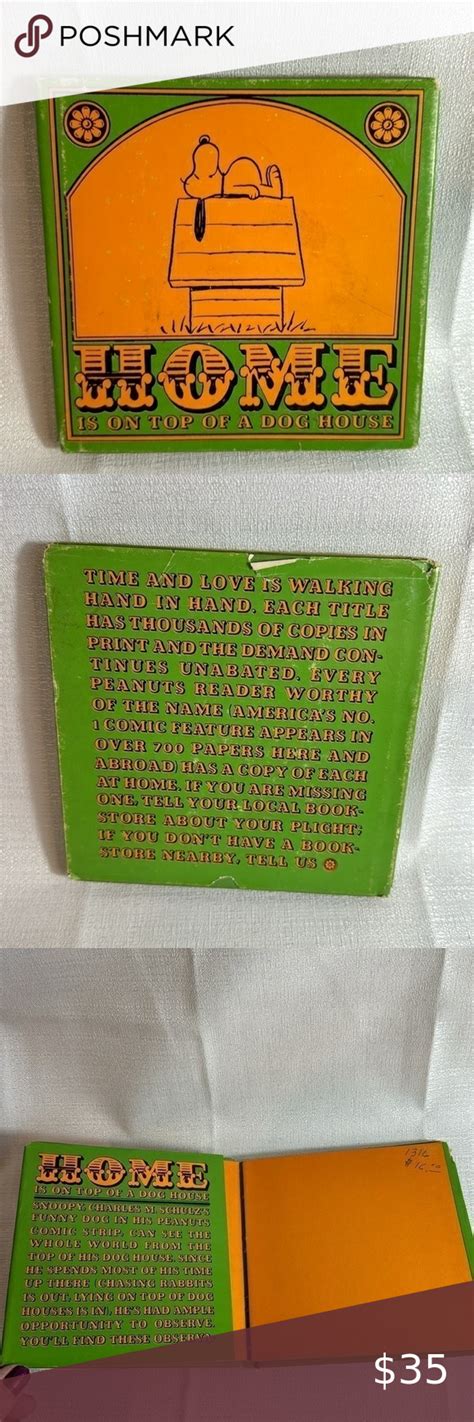 POSHMARK
HOME
IS ON TOP OF A DOG HOUSE
TIME AND LOVE IS WALKING
HAND IN HAND. EACH TITLE
HAS THOUSANDS OF COPIES IN
PRINT AND THE DEMAND CON-
TINUES UNABATED. EVERY
PEANUTS READER WORTHY
OF THE NAME (AMERICA'S NO.
1 COMIC FEATURE APPEARS IN
OVER 700 PAPERS HERE AND
ABROAD) HAS A COPY OF EACH
AT HOME. IF YOU ARE MISSING
ONE, TELL YOUR LOCAL BOOK-
STORE ABOUT YOUR PLIGHT;
IF YOU DON'T HAVE A BOOK-
STORE NEARBY, TELL US
HOME
IS ON TOP OF A DOG HOUSE
SNOOPY, CHARLES M. SCHULZ'S
FUNNY DOG IN HIS PEANUTS
COMIC STRIP, CAN SEE THE
WHOLE WORLD FROM THE
TOP OF HIS DOG HOUSE. SINCE
HE SPENDS MOST OF HIS TIME
UP THERE (CHASING RABBITS
IS OUT, LYING ON TOP OF DOG
HOUSES IS IN), HE'S HAD AMPLE
OPPORTUNITY TO OBSERVE.
YOU'LL FIND THESE OBSERV
$35